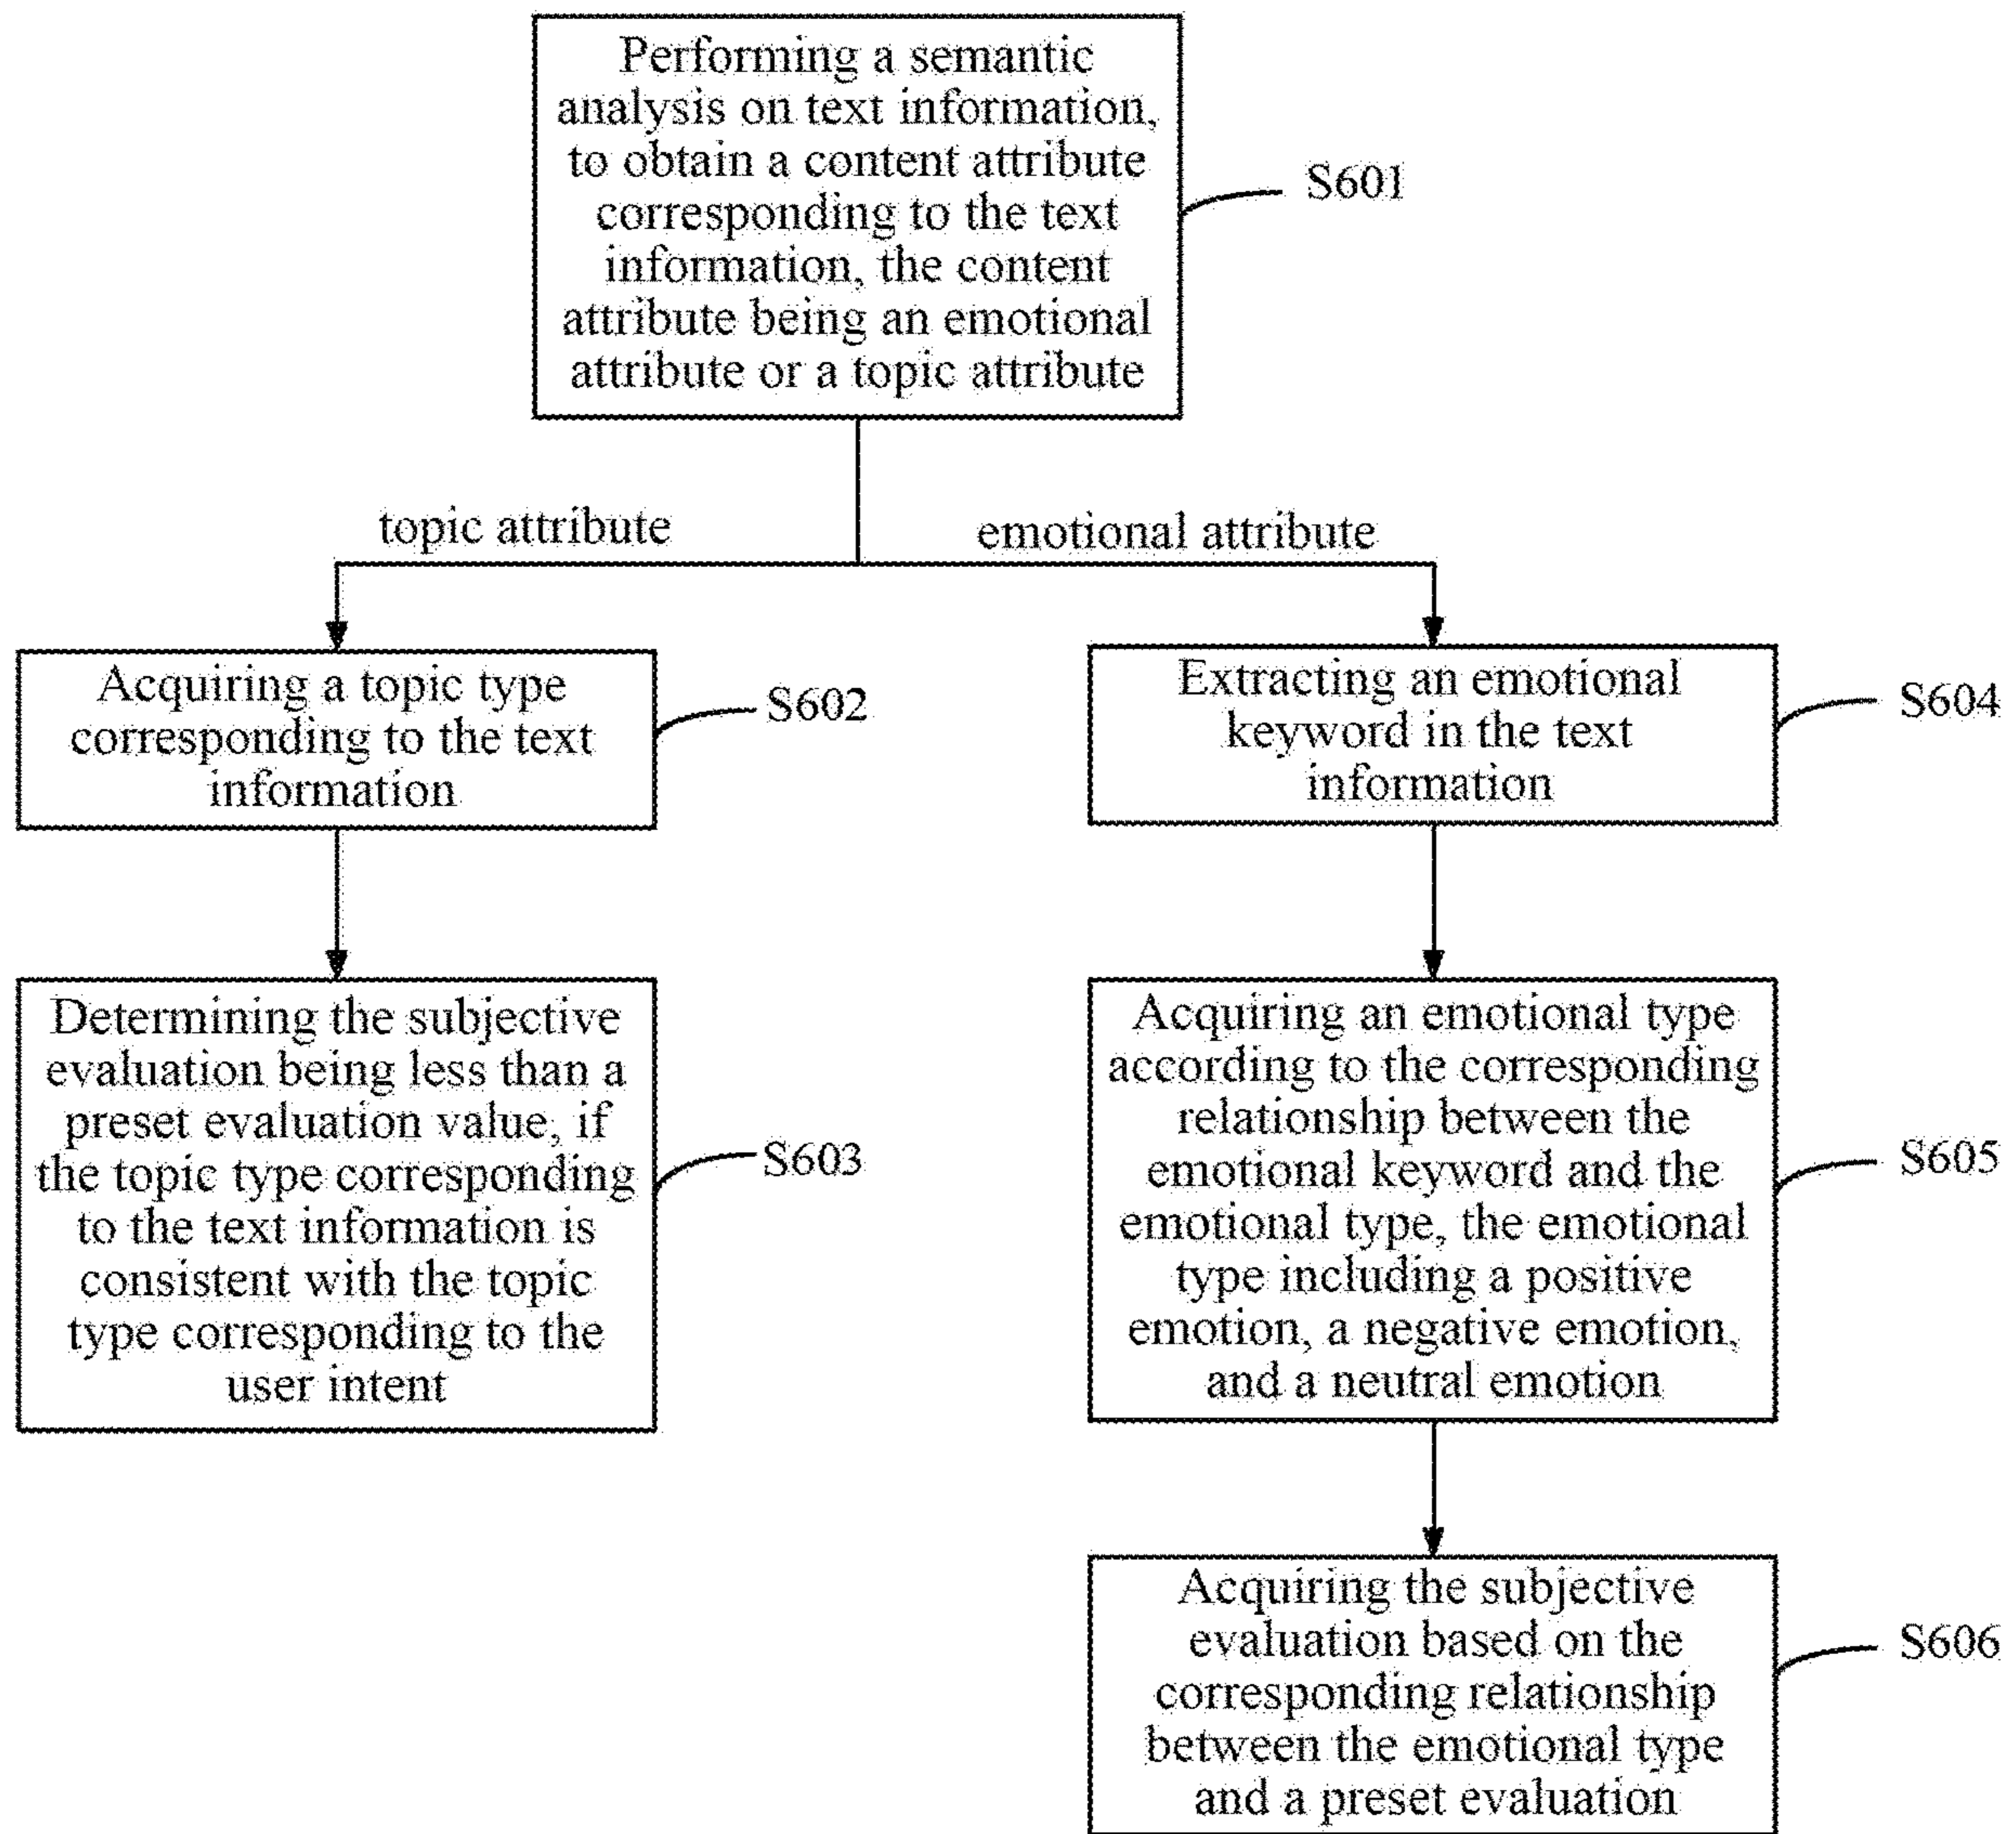 Performing a semantic
analysis on text information,
to obtain a content attribute
corresponding to the text
information, the content
attribute being an emotional
attribute or a topic attribute
S601
topic attribute
emotional attribute
Acquiring a topic type
corresponding to the text
information
S602
Extracting an emotional
keyword in the text
information
S604
Determining the subjective
evaluation being less than a
preset evaluation value, if
the topic type corresponding
to the text information is
consistent with the topic
type corresponding to the
user intent
S603
Acquiring an emotional type
according to the corresponding
relationship between the
emotional keyword and the
emotional type, the emotional
type including a positive
emotion, a negative emotion,
and a neutral emotion
S605
Acquiring the subjective
evaluation based on the
corresponding relationship
between the emotional type
and a preset evaluation
S606